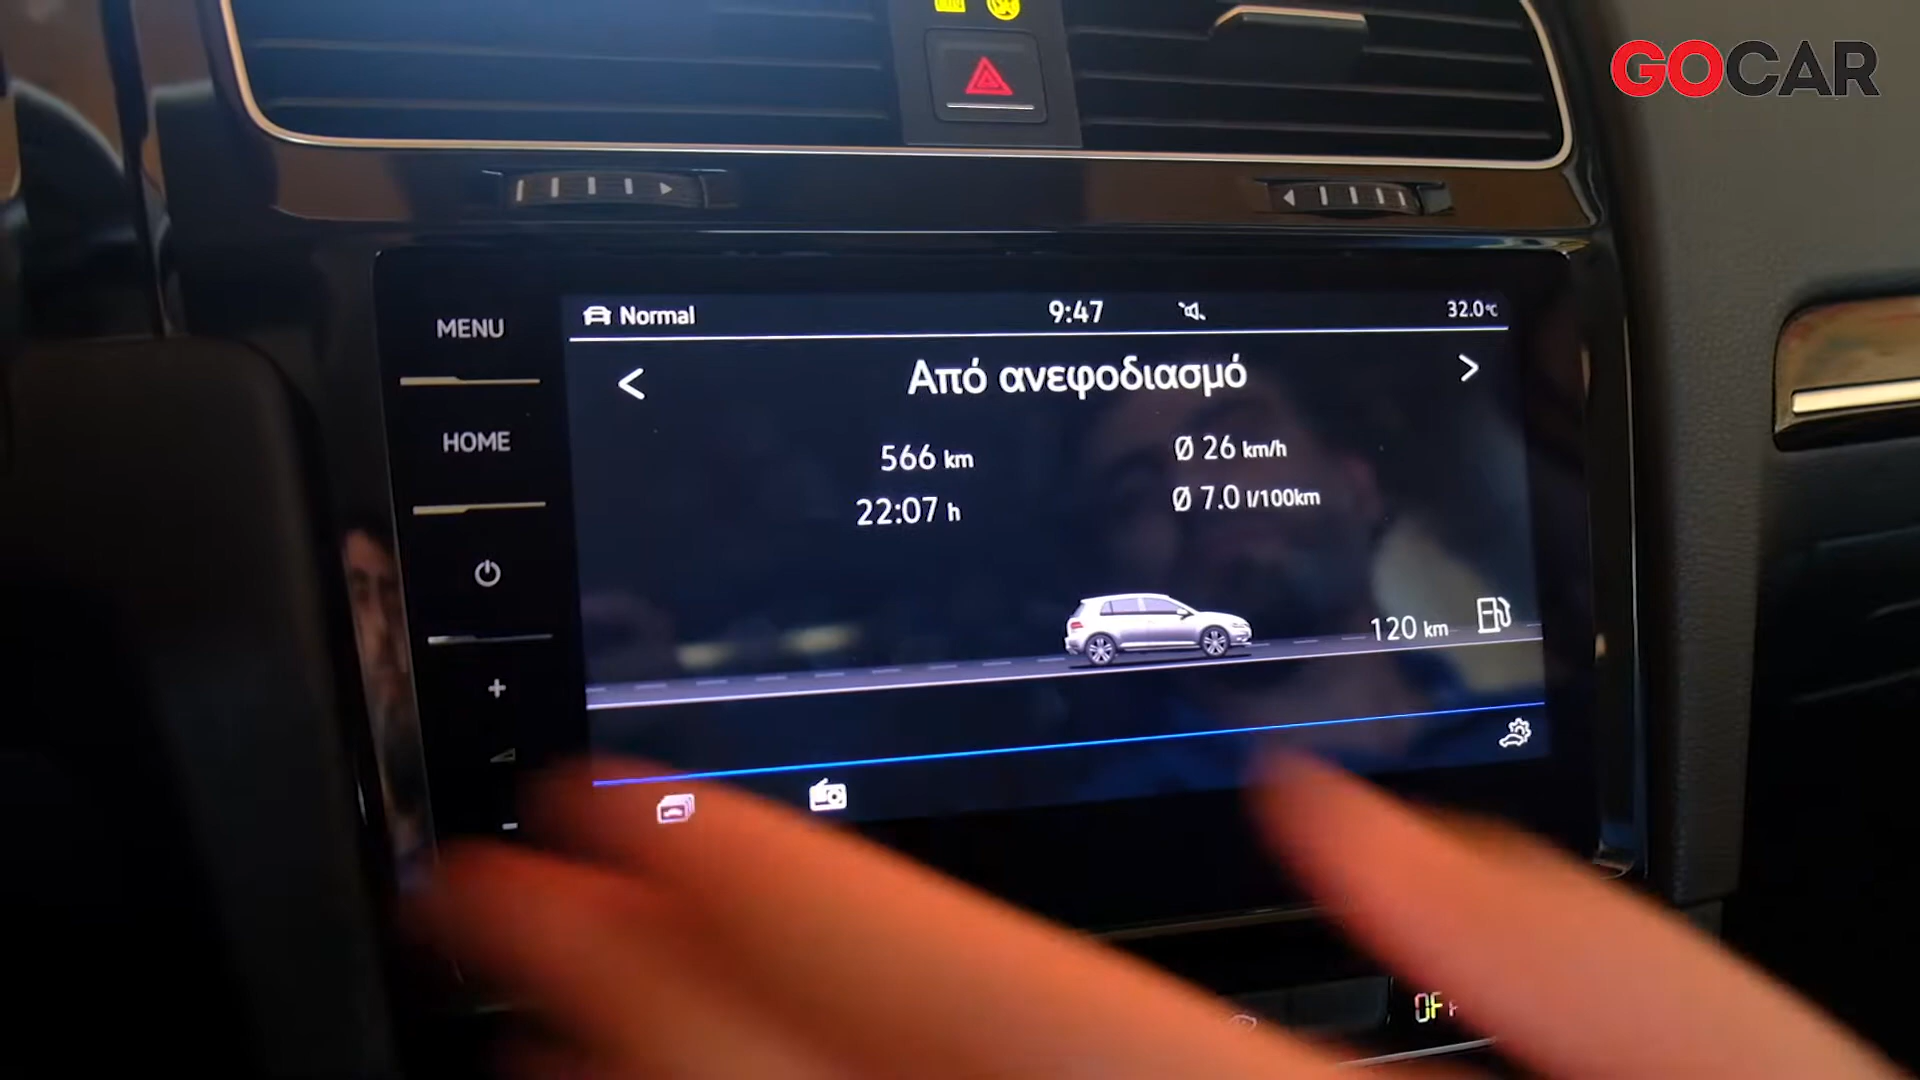 GOCAR
MENU
HOME
Normal
9:47
32.0°C
<
Από ανεφοδιασμό
>
566 km
Ø 26 km/h
22:07 h
Ø 7.0 l/100km
120 km
+
-